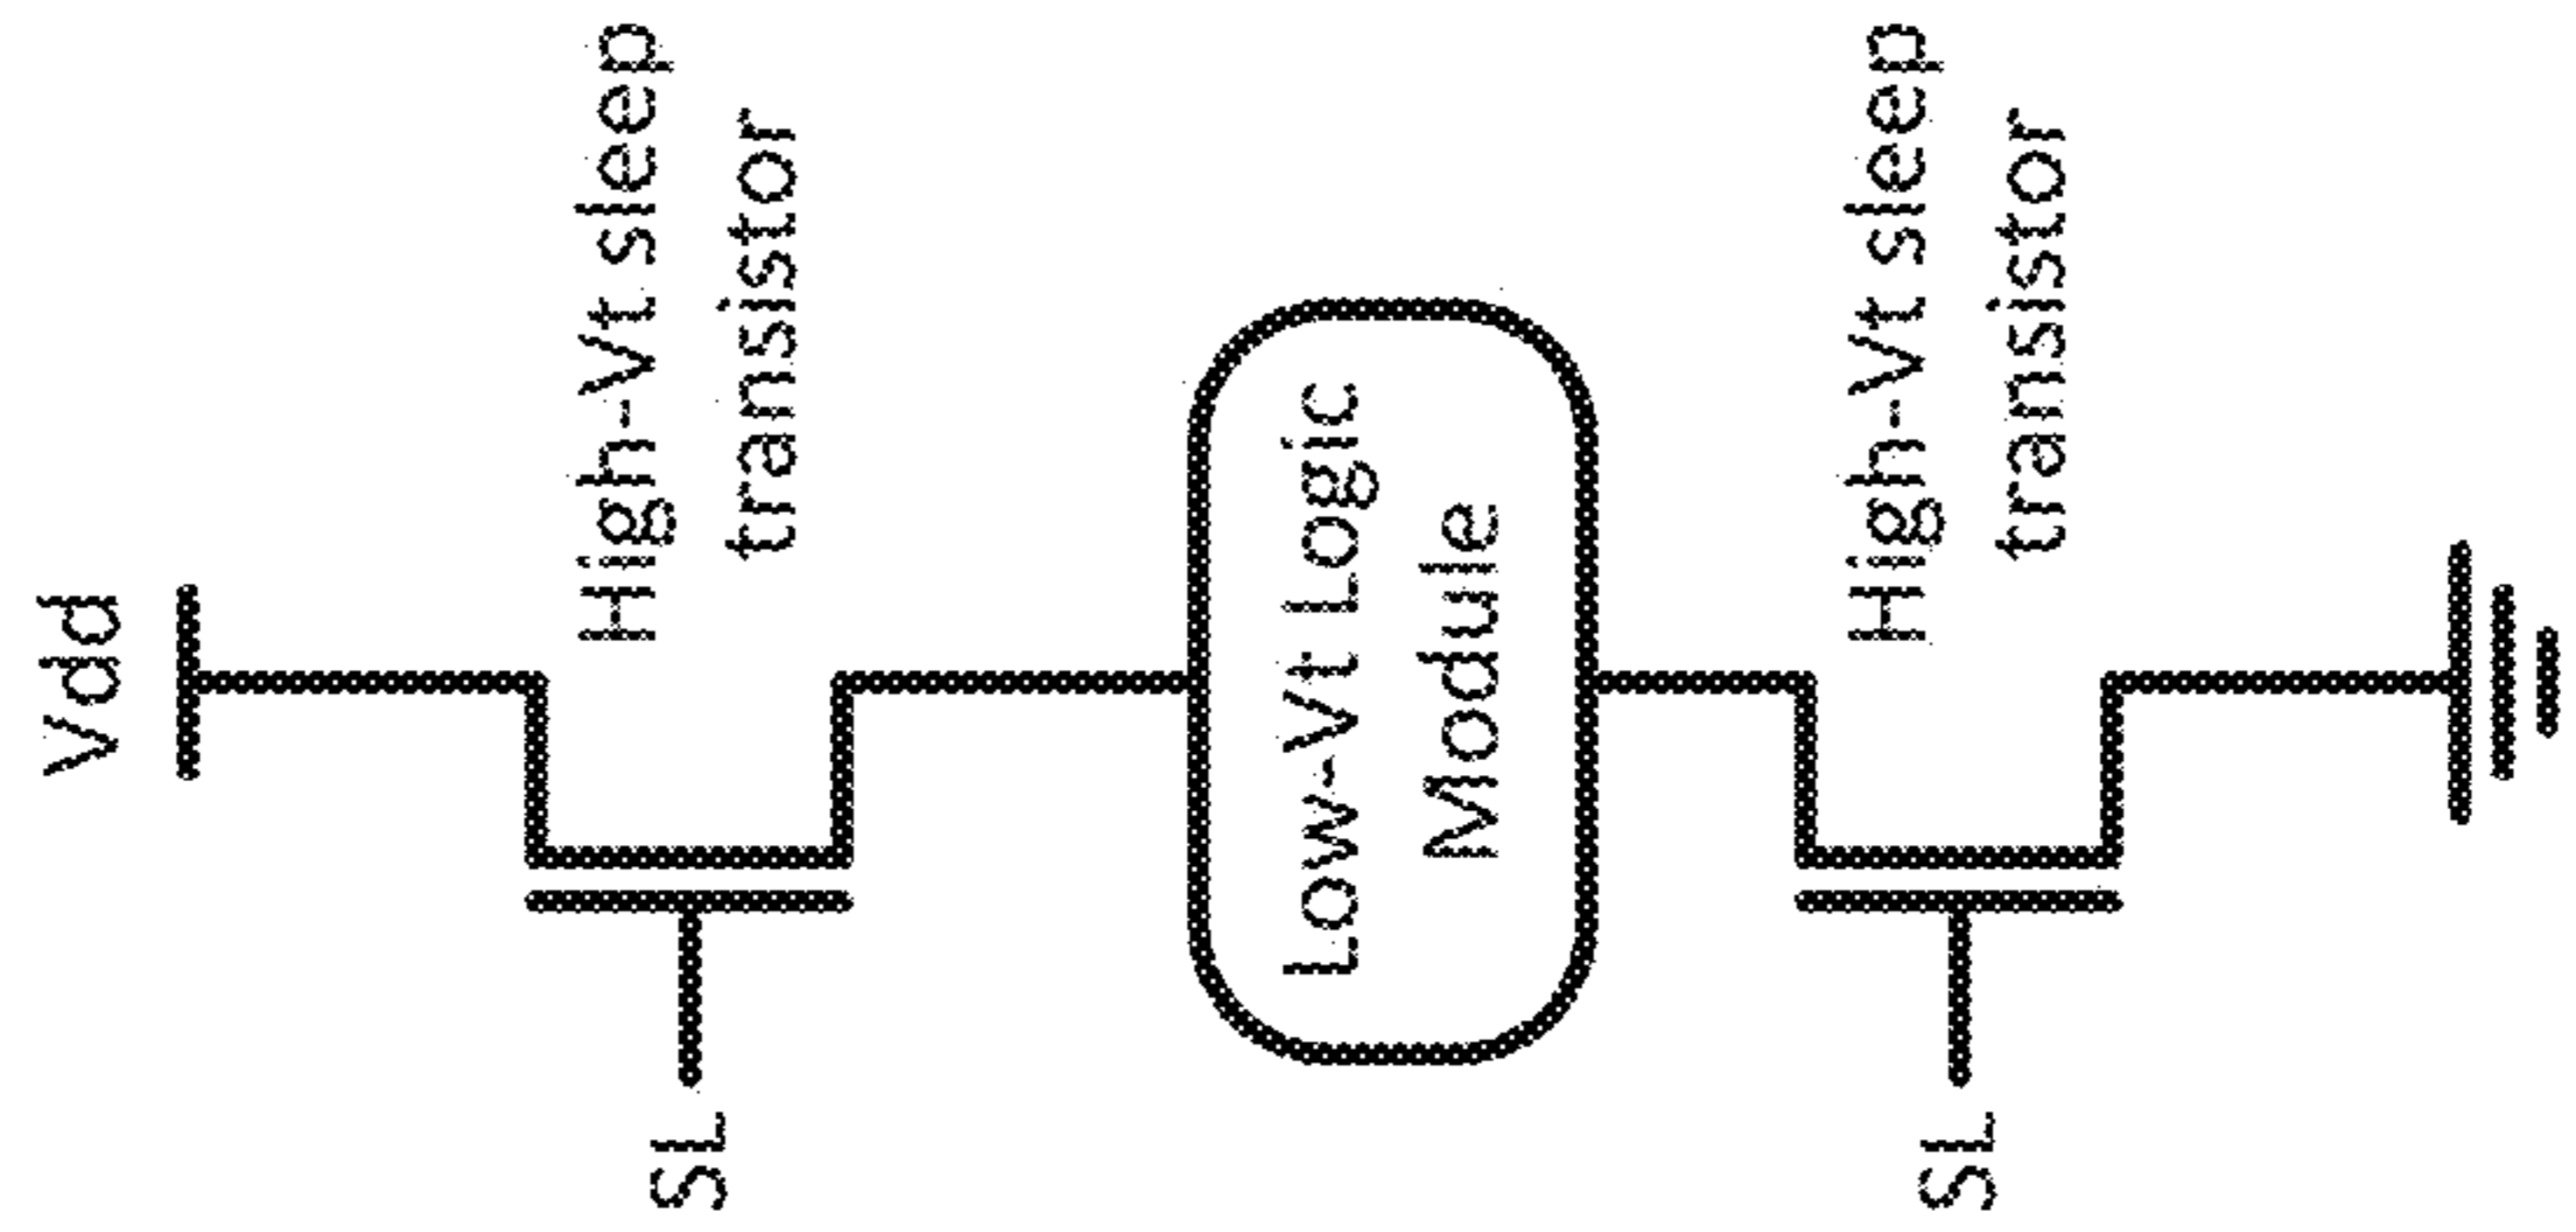 Vdd
SL
High-Vt sleep
transistor
Low-Vt Logic
Module
SL
High-Vt sleep
transistor